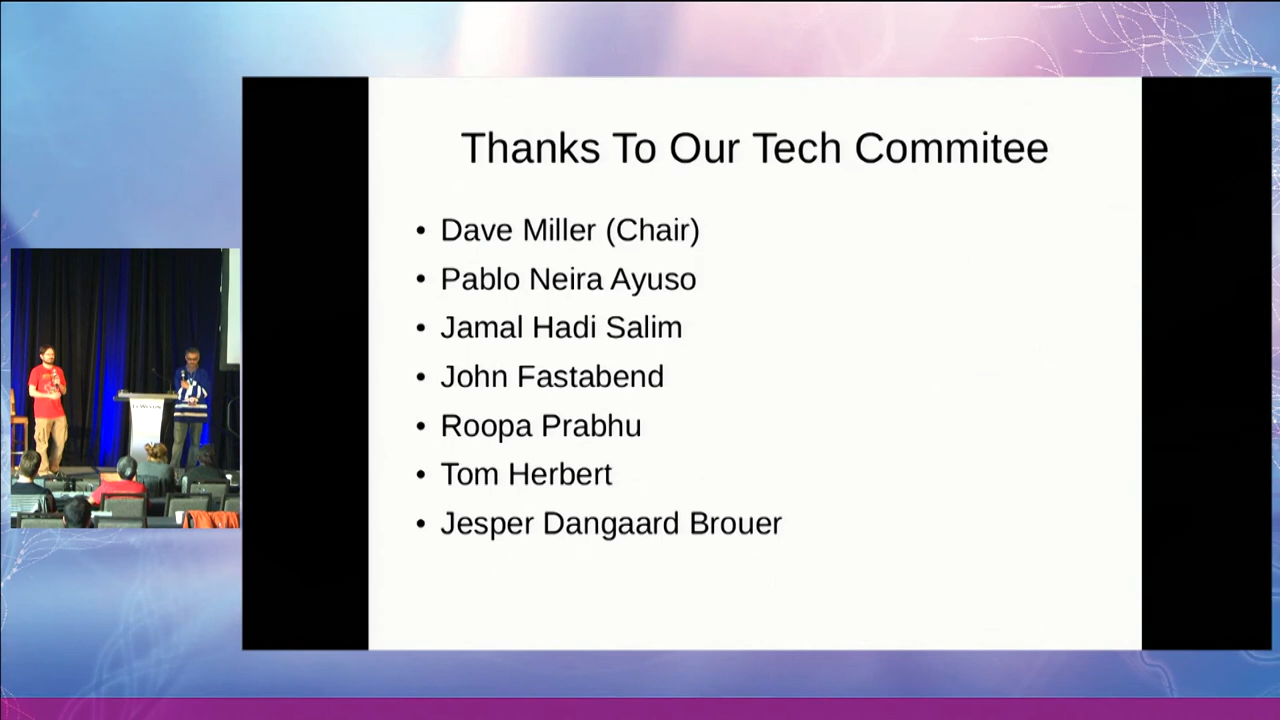 Thanks To Our Tech Commitee
• Dave Miller (Chair)
• Pablo Neira Ayuso
• Jamal Hadi Salim
• John Fastabend
• Roopa Prabhu
• Tom Herbert
• Jesper Dangaard Brouer